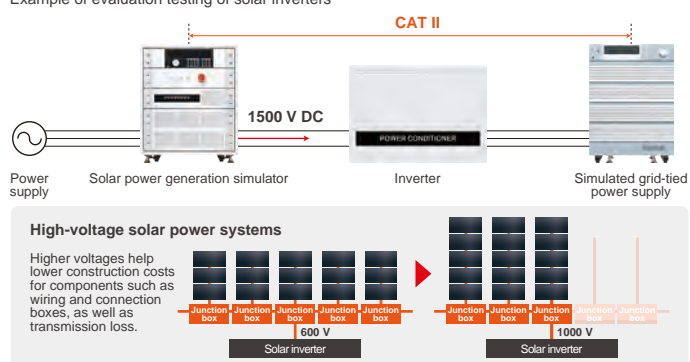 Example of evaluation testing of solar inverters
CAT II
1500 V DC
POWER CONDITIONER
Power
supply
Solar power generation simulator
Inverter
Simulated grid-tied
power supply
High-voltage solar power systems
Higher voltages help
lower construction costs
for components such as
wiring and connection
boxes, as well as
transmission loss.
Junction
box
Junction
box
Junction
box
Junction
box
Junction
box
600 V
Solar inverter
Junction
box
Junction
box
Junction
box
Junction
box
Junction
box
1000 V
Solar inverter